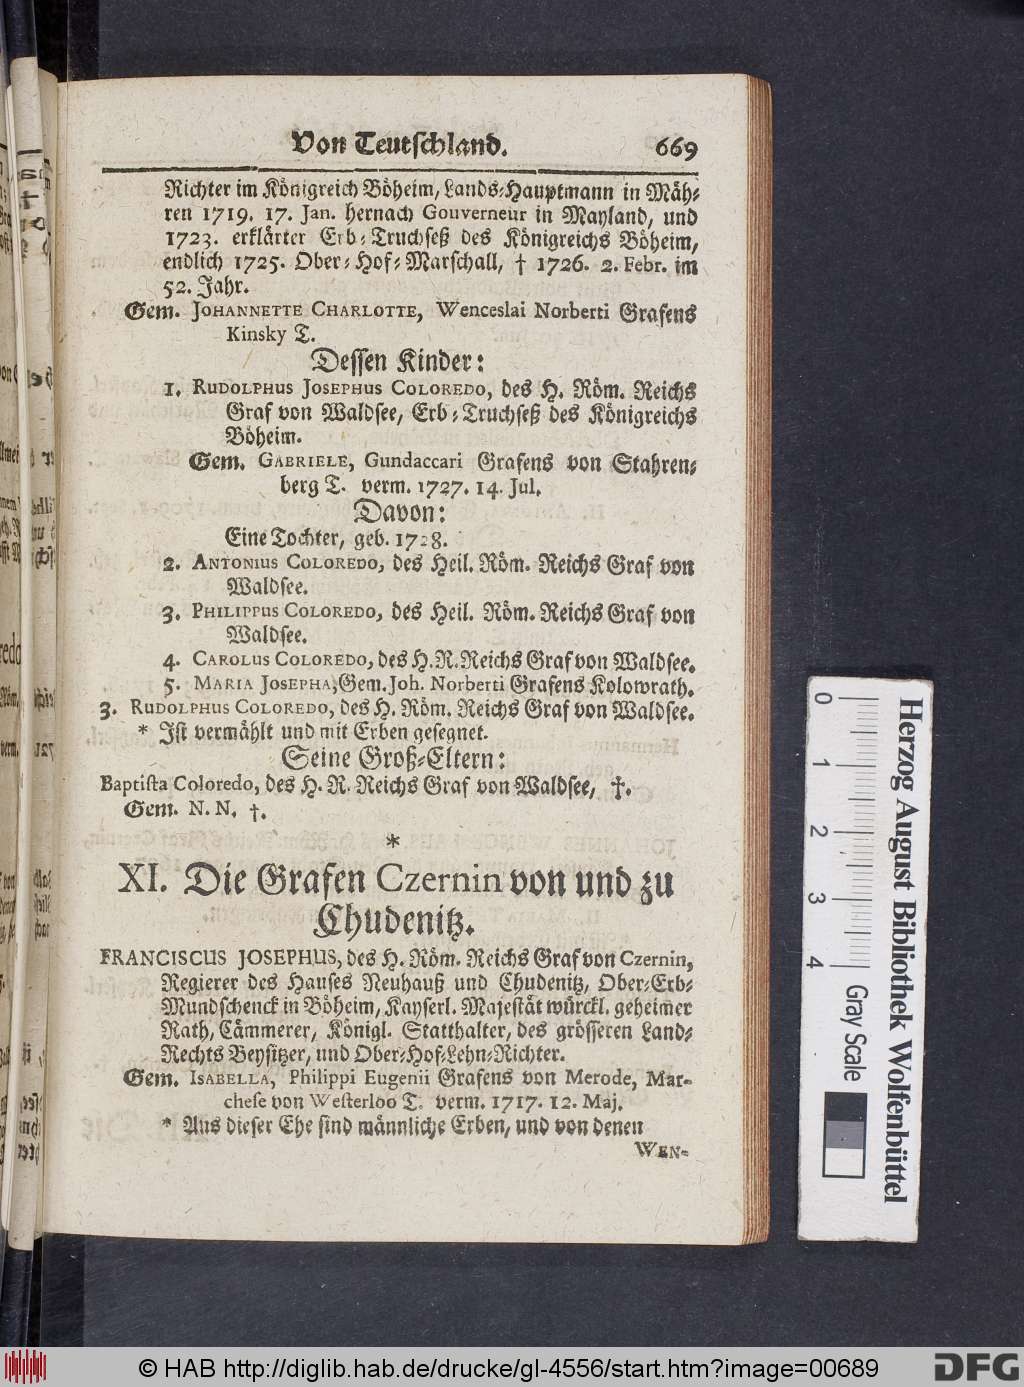 Von Teutschland. 669
Richter im Königreich Böheim, Lands-Hauptmann in Mäh-
ren 1719. 17. Jan. hernach Gouverneur in Mayland, und
1723. erklärter Erb-Truchseß des Königreichs Böheim,
endlich 1725. Ober-Hof-Marschall, † 1726. 2. Febr. im
52. Jahr.
Gem. JOHANNETTE CHARLOTTE, Wenceslai Norberti Grafens
Kinsky T.
Dessen Kinder:
1. RUDOLPHUS JOSEPHUS COLOREDO, des H. Röm. Reichs
Graf von Waldsee, Erb-Truchseß des Königreichs
Böheim.
Gem. GABRIELE, Gundaccari Grafens von Stahren-
berg T. verm. 1727. 14. Jul.
Davon:
Eine Tochter, geb. 1728.
2. ANTONIUS COLOREDO, des Heil. Röm. Reichs Graf von
Waldsee.
3. PHILIPPUS COLOREDO, des Heil. Röm. Reichs Graf von
Waldsee.
4. CAROLUS COLOREDO, des H. R. Reichs Graf von Waldsee.
5. MARIA JOSEPHA, Gem. Joh. Norberti Grafens Kolowrath.
3. RUDOLPHUS COLOREDO, des H. Röm. Reichs Graf von Waldsee.
* Ist vermählt und mit Erben gesegnet.
Seine Groß-Eltern:
Baptista Coloredo, des H. R. Reichs Graf von Waldsee, †.
Gem. N. N. †.
*
XI. Die Grafen Czernin von und zu
Chudenitz.
FRANCISCUS JOSEPHUS, des H. Röm. Reichs Graf von Czernin,
Regierer des Hauses Neuhauß und Chudenitz, Ober-Erb-
Mundschenck in Böheim, Kayserl. Majestät würckl. geheimer
Rath, Cämmerer, Königl. Statthalter, des grösseren Land-
Rechts Beysitzer, und Ober-Hof-Lehn-Richter.
Gem. ISABELLA, Philippi Eugenii Grafens von Merode, Mar-
chese von Westerloo T. verm. 1717. 12. Maj.
* Aus dieser Ehe sind männliche Erben, und von denen
WEN-
0 1 2 3 4
Gray Scale
Herzog August Bibliothek Wolfenbüttel
© HAB http://diglib.hab.de/drucke/gl-4556/start.htm?image=00689
DFG